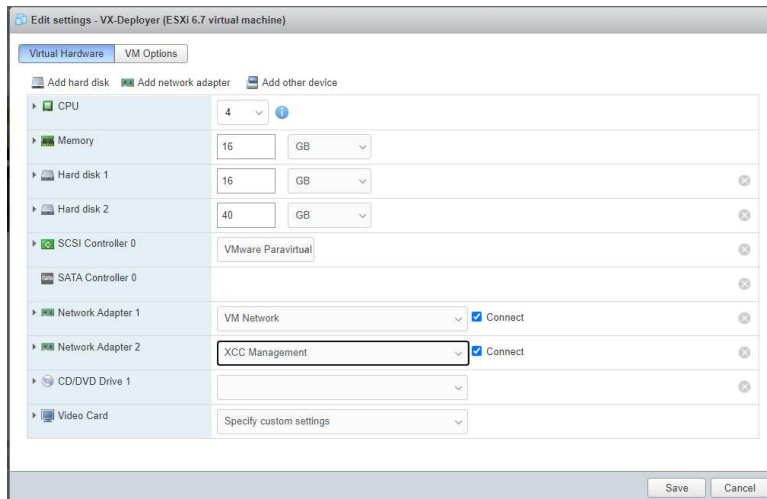 Edit settings - VX-Deployer (ESXi 6.7 virtual machine)
Virtual Hardware VM Options
Add hard disk Add network adapter Add other device
CPU 4
Memory 16 GB
Hard disk 1 16 GB
Hard disk 2 40 GB
SCSI Controller 0 VMware Paravirtual
SATA SATA Controller 0
Network Adapter 1 VM Network Connect
Network Adapter 2 XCC Management Connect
CD/DVD Drive 1
Video Card Specify custom settings
Save Cancel